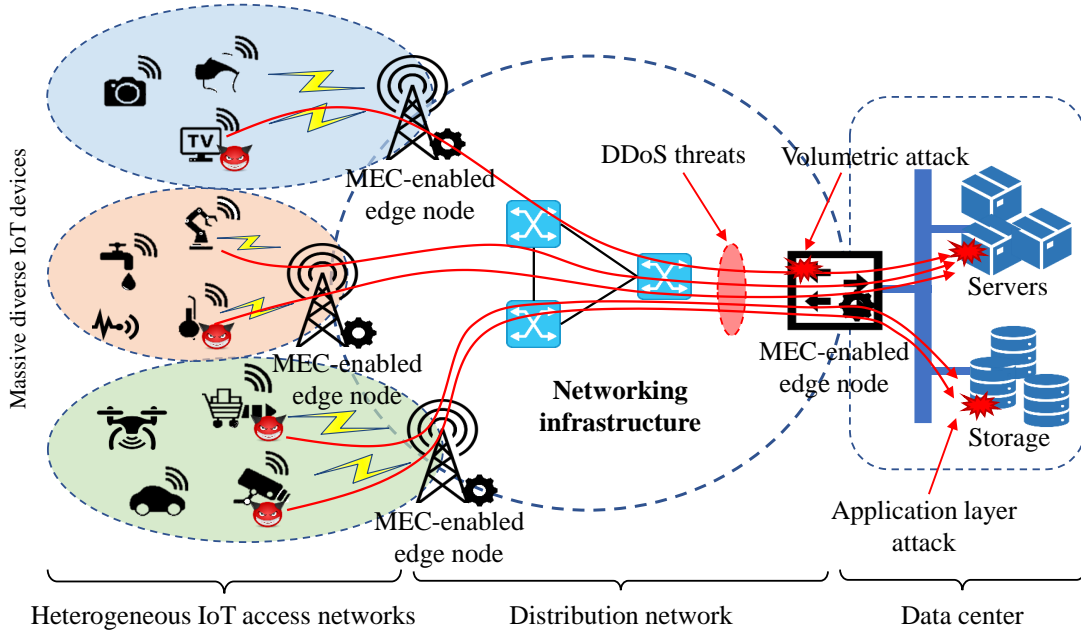 Massive diverse IoT devices
TV
MEC-enabled
edge node
MEC-enabled
edge node
MEC-enabled
edge node
DDoS threats
Volumetric attack
Networking
infrastructure
MEC-enabled
edge node
Servers
Storage
Application layer
attack
Heterogeneous IoT access networks
Distribution network
Data center